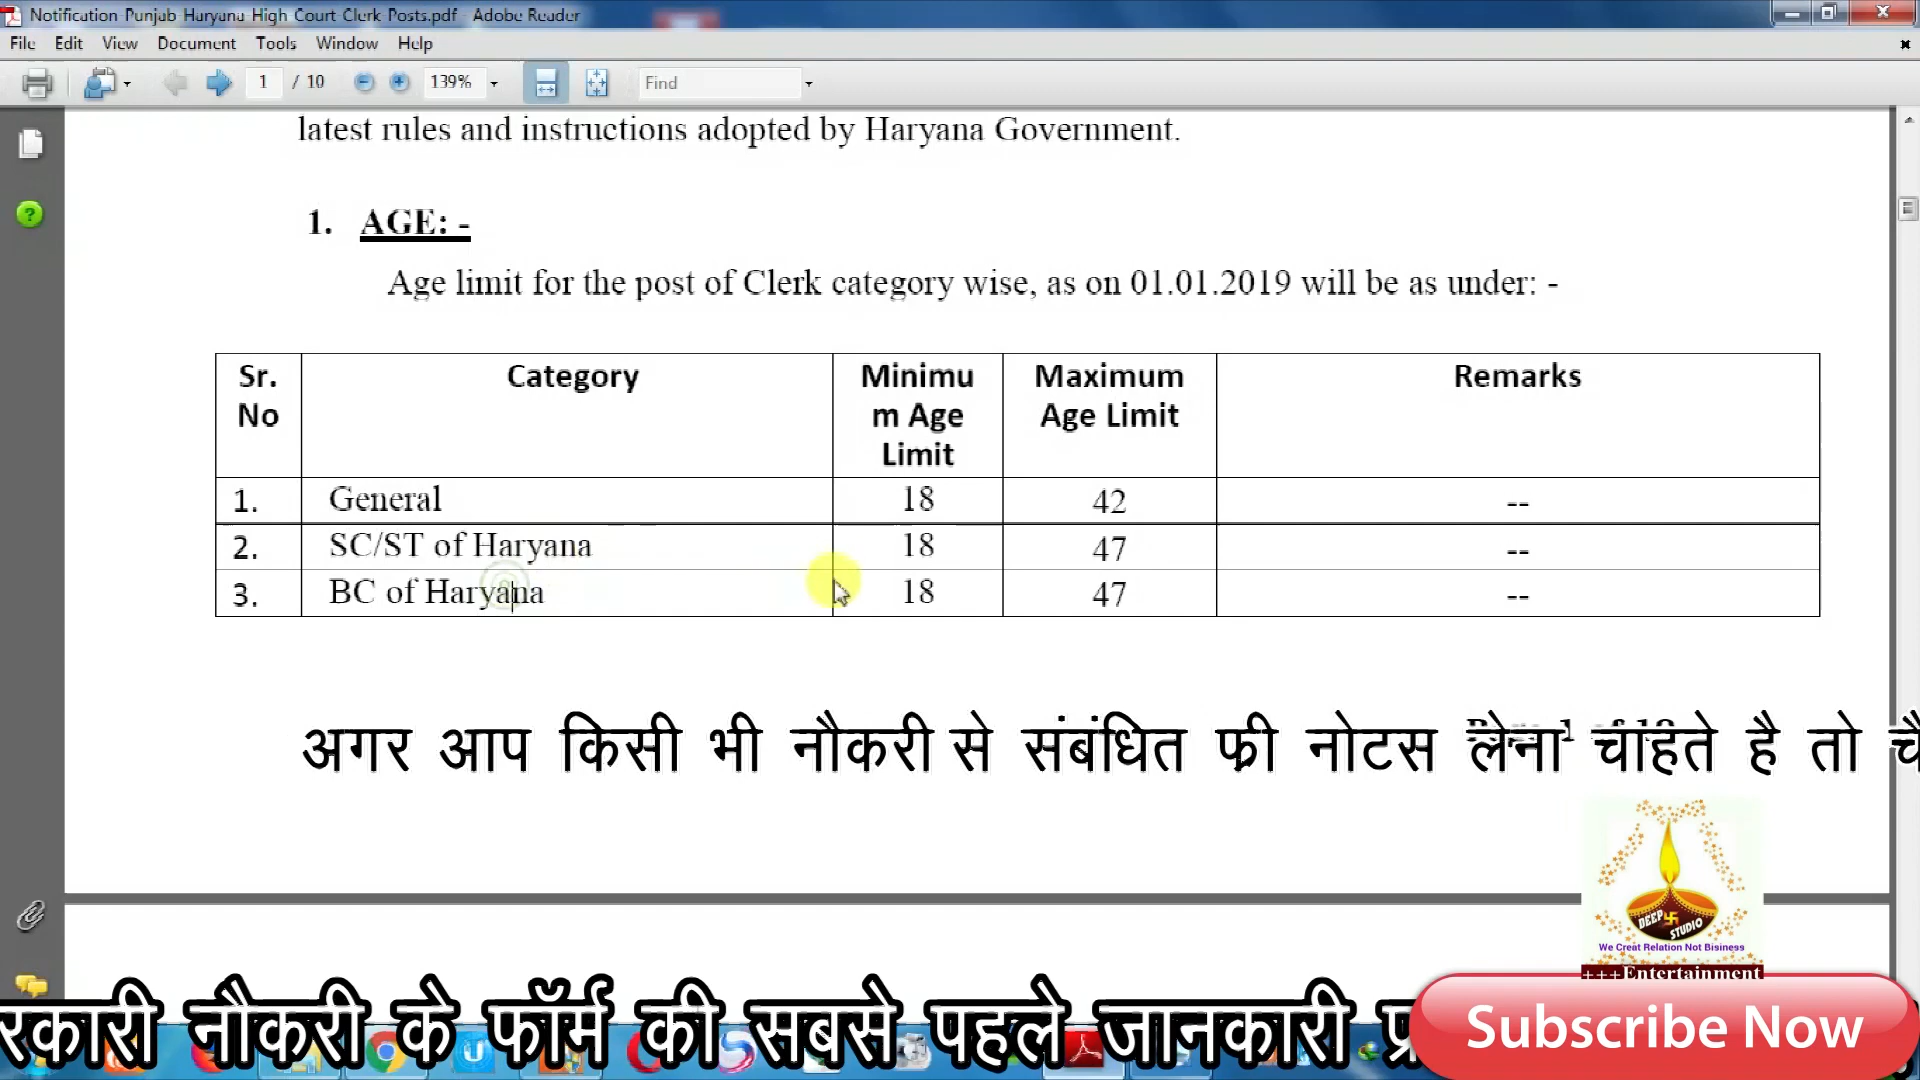 Notification Punjab Haryana High Court Clerk Posts.pdf - Adobe Reader
File Edit View Document Tools Window Help
1 / 10 139% Find
latest rules and instructions adopted by Haryana Government.
1. AGE: -
Age limit for the post of Clerk category wise, as on 01.01.2019 will be as under: -
Sr. No Category Minimu m Age Limit Maximum Age Limit Remarks
1. General 18 42 --
2. SC/ST of Haryana 18 47 --
3. BC of Haryana 18 47 --
अगर आप किसी भी नौकरी से संबंधित फ्री नोटस लेना चाहते है तो
DEEP STUDIO
We Creat Relation Not Bisiness
+++Entertainment
रकारी नौकरी के फॉर्म की सबसे पहले जानकारी
Subscribe Now